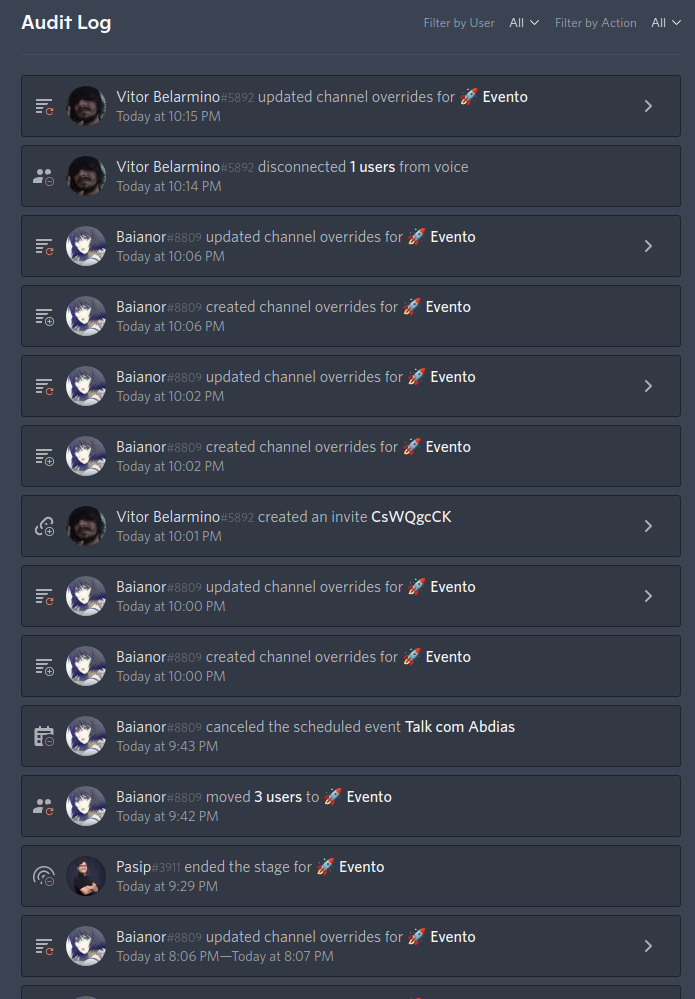 Audit Log
Filter by User All Filter by Action All
Vitor Belarmino#5892 updated channel overrides for 🚀 Evento
Today at 10:15 PM
Vitor Belarmino#5892 disconnected 1 users from voice
Today at 10:14 PM
Baianor#8809 updated channel overrides for 🚀 Evento
Today at 10:06 PM
Baianor#8809 created channel overrides for 🚀 Evento
Today at 10:06 PM
Baianor#8809 updated channel overrides for 🚀 Evento
Today at 10:02 PM
Baianor#8809 created channel overrides for 🚀 Evento
Today at 10:02 PM
Vitor Belarmino#5892 created an invite CsWQgcCK
Today at 10:01 PM
Baianor#8809 updated channel overrides for 🚀 Evento
Today at 10:00 PM
Baianor#8809 created channel overrides for 🚀 Evento
Today at 10:00 PM
Baianor#8809 canceled the scheduled event Talk com Abdias
Today at 9:43 PM
Baianor#8809 moved 3 users to 🚀 Evento
Today at 9:42 PM
Pasip#3911 ended the stage for 🚀 Evento
Today at 9:29 PM
Baianor#8809 updated channel overrides for 🚀 Evento
Today at 8:06 PM—Today at 8:07 PM